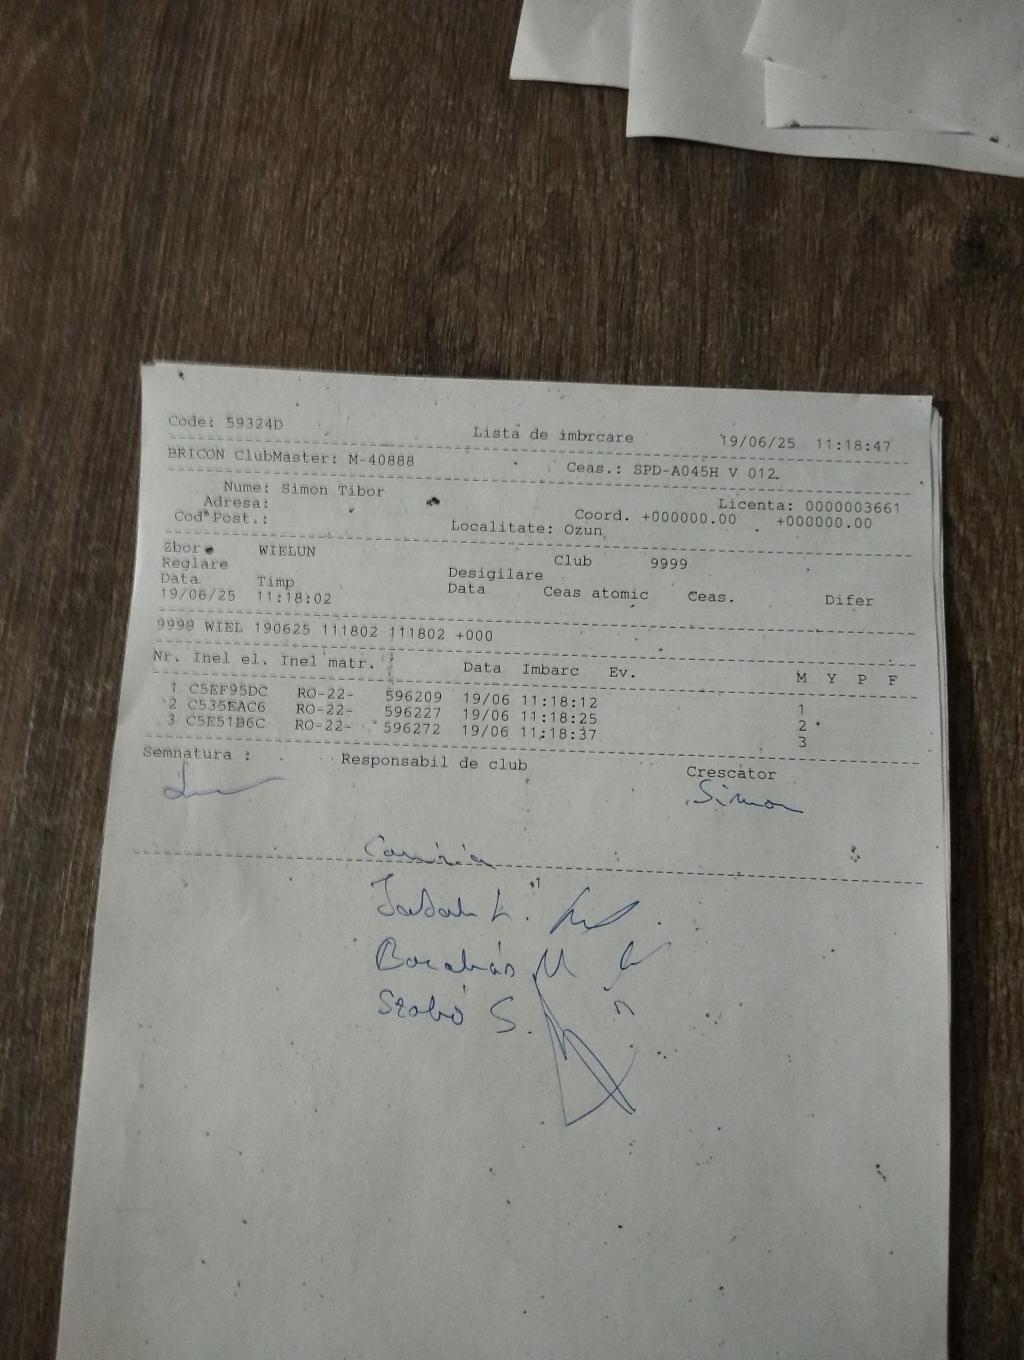 Code: 59324D Lista de imbrcare 19/06/25 11:18:47
BRICON ClubMaster: M-40888 Ceas.: SPD-A045H V 012
Nume: Simon Tibor Licenta: 0000003661
Adresa: Coord. +000000.00 +000000.00
Cod Post.: Localitate: Ozun
Zbor WIELUN Club 9999
Reglare Desigilare
Data Timp Data Ceas atomic Ceas. Difer
19/06/25 11:18:02
9999 WIEL 190625 111802 111802 +000
Nr. Inel el. Inel matr. Data Imbarc Ev. M Y P F
1 C5EF95DC RO-22- 596209 19/06 11:18:12 1
2 C535EAC6 RO-22- 596227 19/06 11:18:25 2
3 C5E51B6C RO-22- 596272 19/06 11:18:37 3
Semnatura : Responsabil de club Crescator
Simon
L.
M
Szabó S.